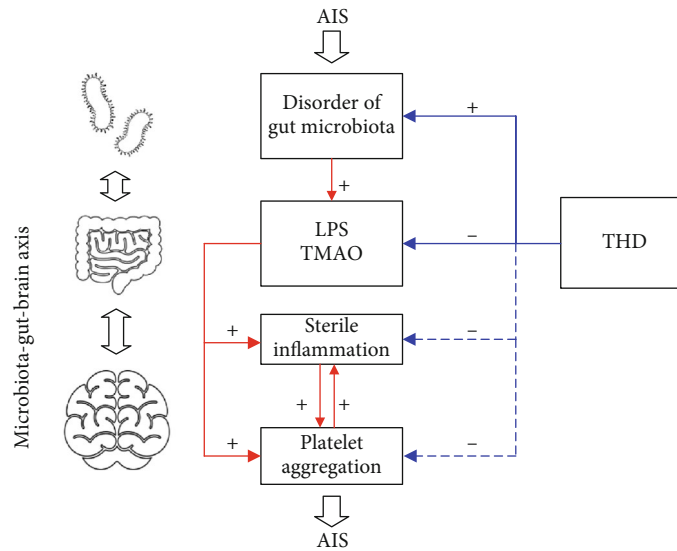 AIS
Disorder of
gut microbiota
+
+
LPS
TMAO
−
THD
Microbiota-gut-brain axis
+
Sterile
inflammation
−
+
+
+
Platelet
aggregation
−
AIS